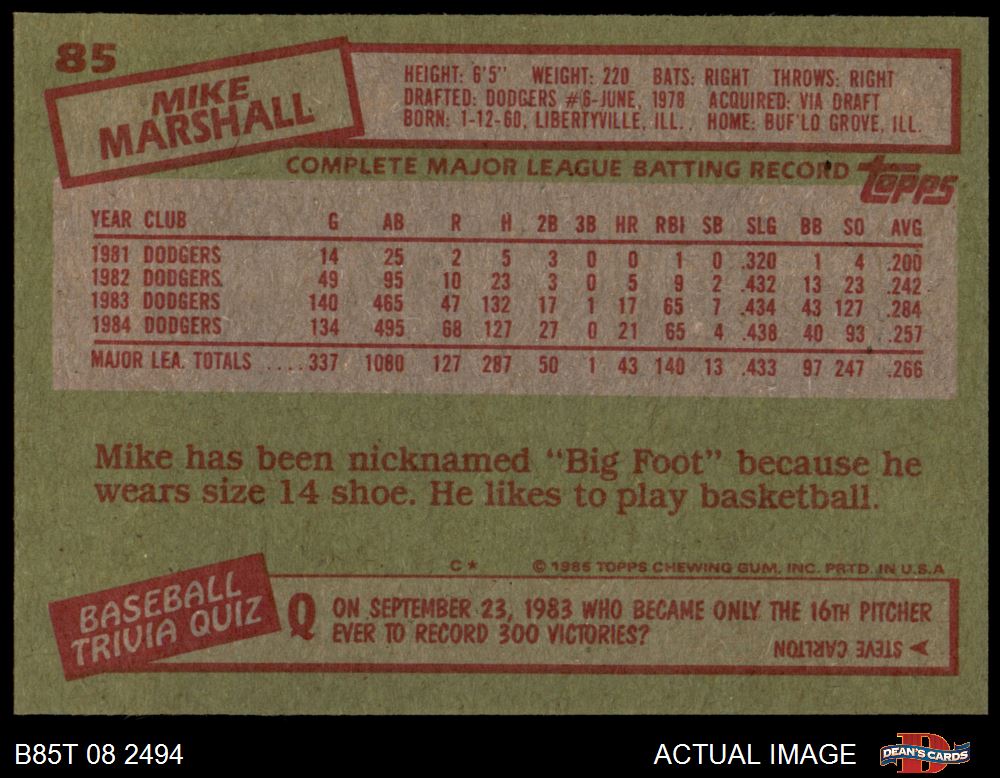 85
MIKE
MARSHALL
HEIGHT: 6'5" WEIGHT: 220 BATS: RIGHT THROWS: RIGHT
DRAFTED: DODGERS #6-JUNE, 1978 ACQUIRED: VIA DRAFT
BORN: 1-12-60, LIBERTYVILLE, ILL. HOME: BUF'LO GROVE, ILL.
COMPLETE MAJOR LEAGUE BATTING RECORD
topps
YEAR CLUB G AB R H 2B 3B HR RBI SB SLG BB SO AVG
1981 DODGERS 14 25 2 5 3 0 0 1 0 .320 1 4 .200
1982 DODGERS 49 95 10 23 3 0 5 9 2 .432 13 23 .242
1983 DODGERS 140 465 47 132 17 1 17 65 7 .434 43 127 .284
1984 DODGERS 134 495 68 127 27 0 21 65 4 .438 40 93 .257
MAJOR LEA. TOTALS ....337 1080 127 287 50 1 43 140 13 .433 97 247 .266
Mike has been nicknamed "Big Foot" because he
wears size 14 shoe. He likes to play basketball.
C* © 1985 TOPPS CHEWING GUM, INC. PRTD. IN U.S.A
BASEBALL
TRIVIA QUIZ
Q ON SEPTEMBER 23, 1983 WHO BECAME ONLY THE 16TH PITCHER
EVER TO RECORD 300 VICTORIES?
STEVE CARLTON
B85T 08 2494
ACTUAL IMAGE
DEAN'S CARDS